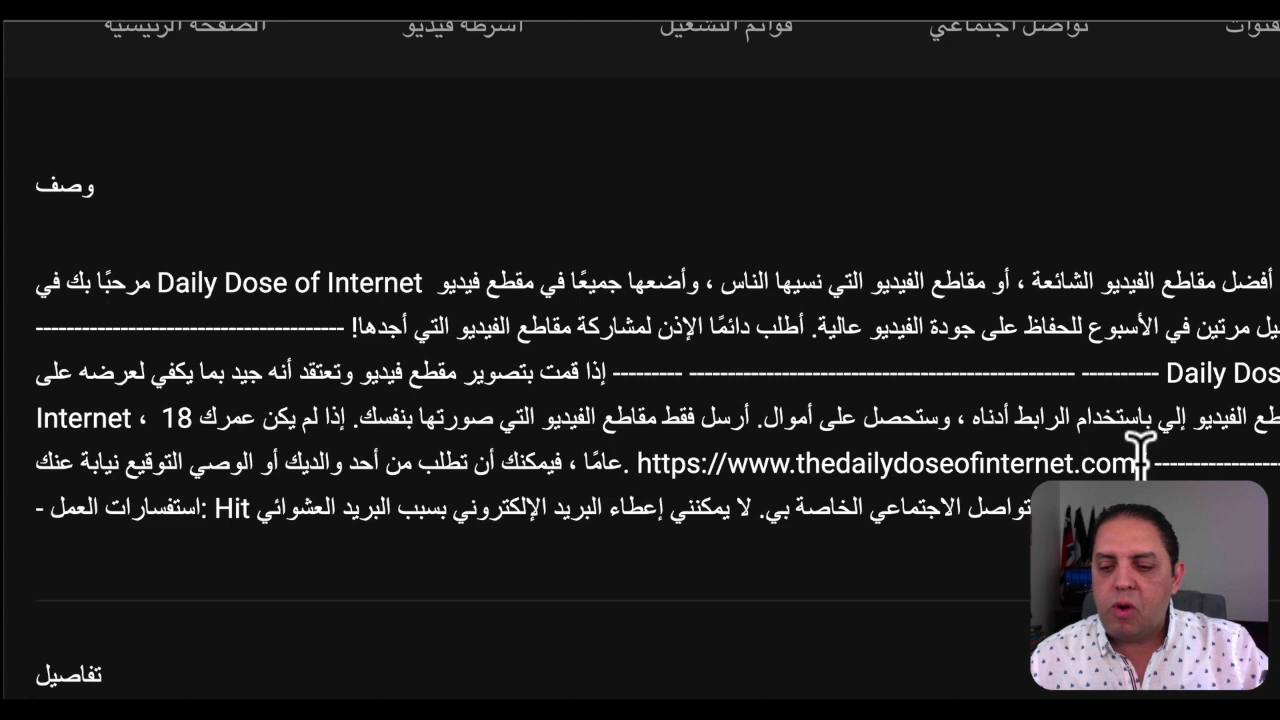 الصفحة الرئيسية
أشرطة فيديو
قوائم التشغيل
تواصل اجتماعي
قنوات
وصف
مرحبًا بك في Daily Dose of Internet أفضل مقاطع الفيديو الشائعة ، أو مقاطع الفيديو التي نسيها الناس ، وأضعها جميعًا في مقطع فيديو
مرتين في الأسبوع للحفاظ على جودة الفيديو عالية. أطلب دائمًا الإذن لمشاركة مقاطع الفيديو التي أجدها! ----------------------------------------
إذا قمت بتصوير مقطع فيديو وتعتقد أنه جيد بما يكفي لعرضه على --------- -------------------------------------------------- ---------- Daily
Internet ، الفيديو إلي باستخدام الرابط أدناه ، وستحصل على أموال. أرسل فقط مقاطع الفيديو التي صورتها بنفسك. إذا لم يكن عمرك 18
عامًا ، فيمكنك أن تطلب من أحد والديك أو الوصي التوقيع نيابة عنك. https://www.thedailydoseofinternet.com ------------------
- استفسارات العمل: Hit تواصل الاجتماعي الخاصة بي. لا يمكنني إعطاء البريد الإلكتروني بسبب البريد العشوائي
تفاصيل